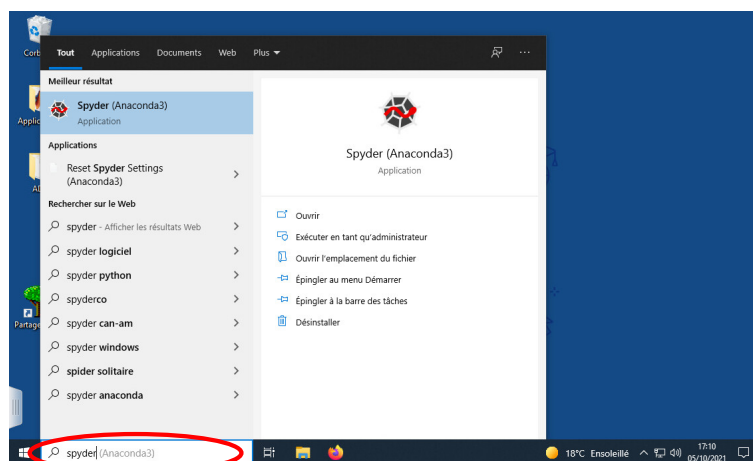 Corb
Tout Applications Documents Web Plus
Meilleur résultat
Spyder (Anaconda3)
Application
Applic
Applications
Reset Spyder Settings
(Anaconda3)
Rechercher sur le Web
spyder - Afficher les résultats Web
spyder logiciel
spyder python
spyderco
spyder can-am
Partage
spyder windows
spider solitaire
spyder anaconda
Spyder (Anaconda3)
Application
Ouvrir
Exécuter en tant qu'administrateur
Ouvrir l'emplacement du fichier
Épingler au menu Démarrer
Épingler à la barre des tâches
Désinstaller
spyder (Anaconda3)
18°C Ensoleillé
17:10
05/10/2021